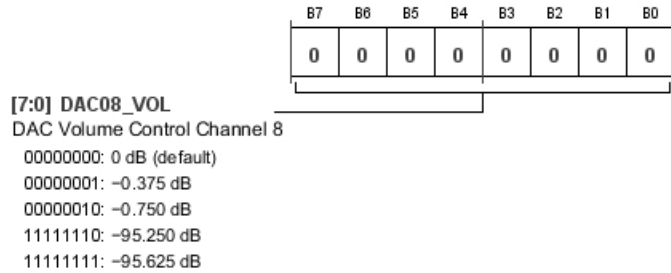 B7 B6 B5 B4 B3 B2 B1 B0
0 0 0 0 0 0 0 0
[7:0] DAC08_VOL
DAC Volume Control Channel 8
00000000: 0 dB (default)
00000001: −0.375 dB
00000010: −0.750 dB
11111110: −95.250 dB
11111111: −95.625 dB